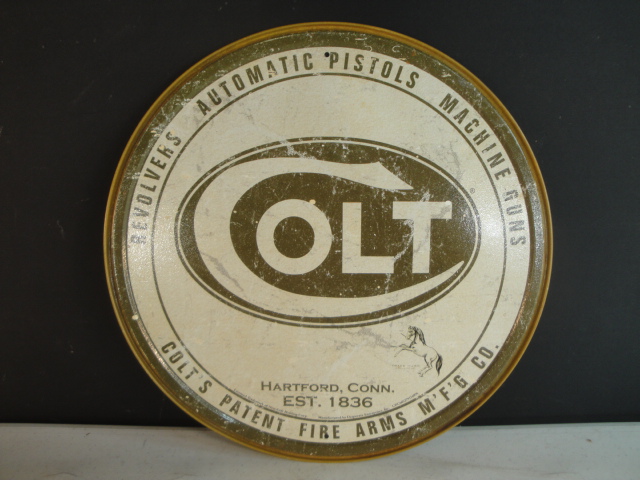 REVOLVERS AUTOMATIC PISTOLS MACHINE GUNS
COLT
®
HARTFORD, CONN.
EST. 1836
COLT'S PATENT FIRE ARMS M'F'G CO.